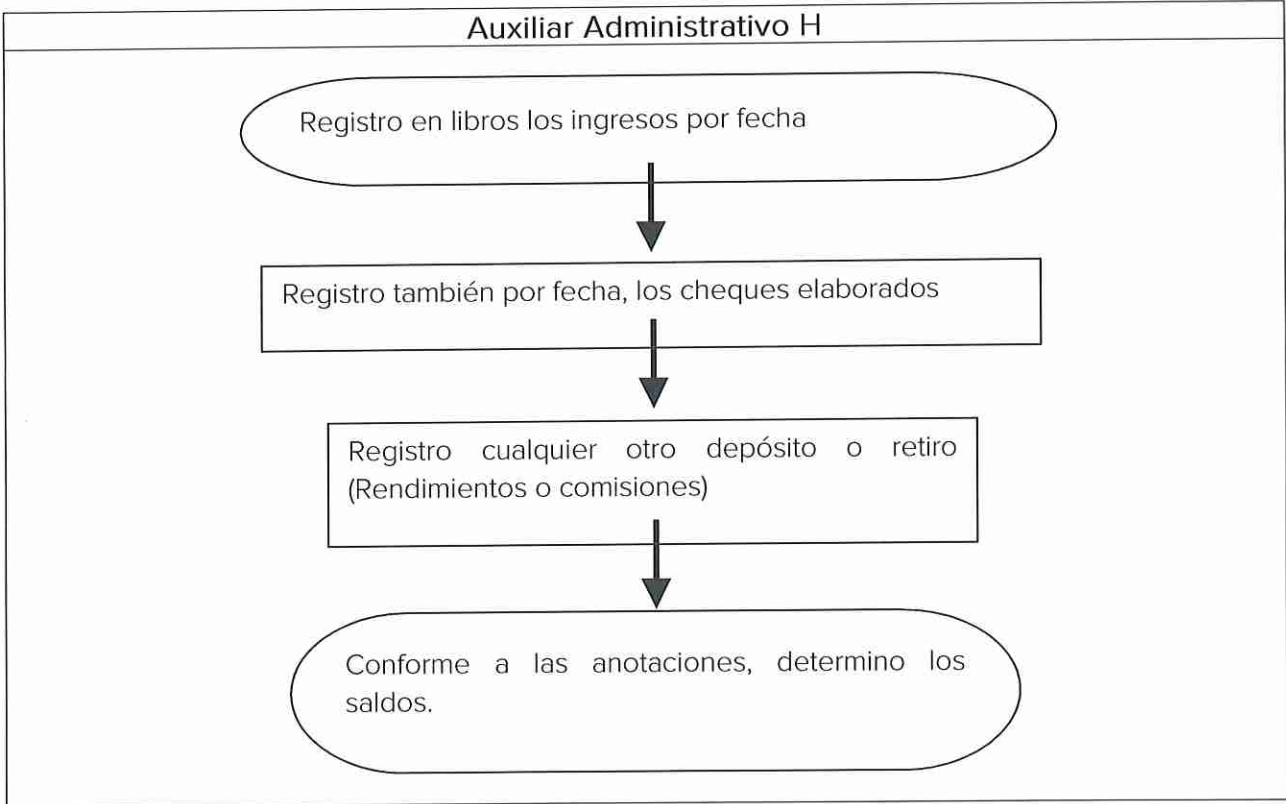 Auxiliar Administrativo H
Registro en libros los ingresos por fecha
Registro también por fecha, los cheques elaborados
Registro cualquier otro depósito o retiro
(Rendimientos o comisiones)
Conforme a las anotaciones, determino los
saldos.